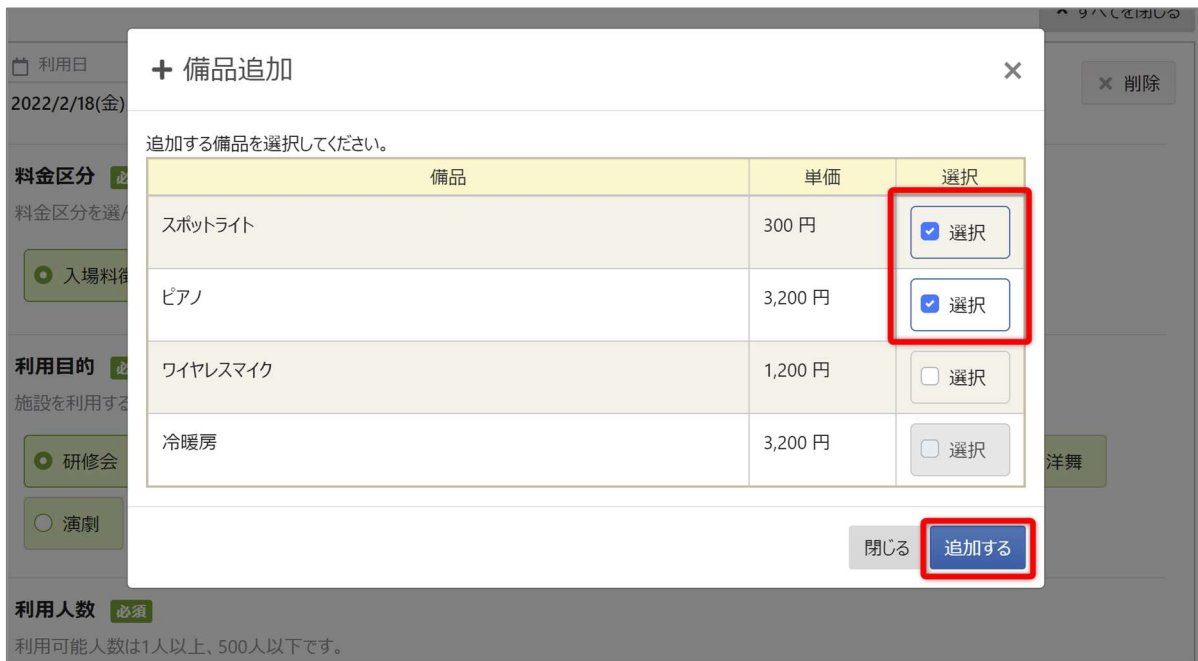 すべてを閉じる
利用日
2022/2/18(金)
削除
備品追加
追加する備品を選択してください。
備品 単価 選択
スポットライト 300 円 選択
ピアノ 3,200 円 選択
ワイヤレスマイク 1,200 円 選択
冷暖房 3,200 円 選択
閉じる 追加する
料金区分
料金区分を選
入場料
利用目的
施設を利用する
研修会
洋舞
演劇
利用人数 必須
利用可能人数は1人以上、500人以下です。